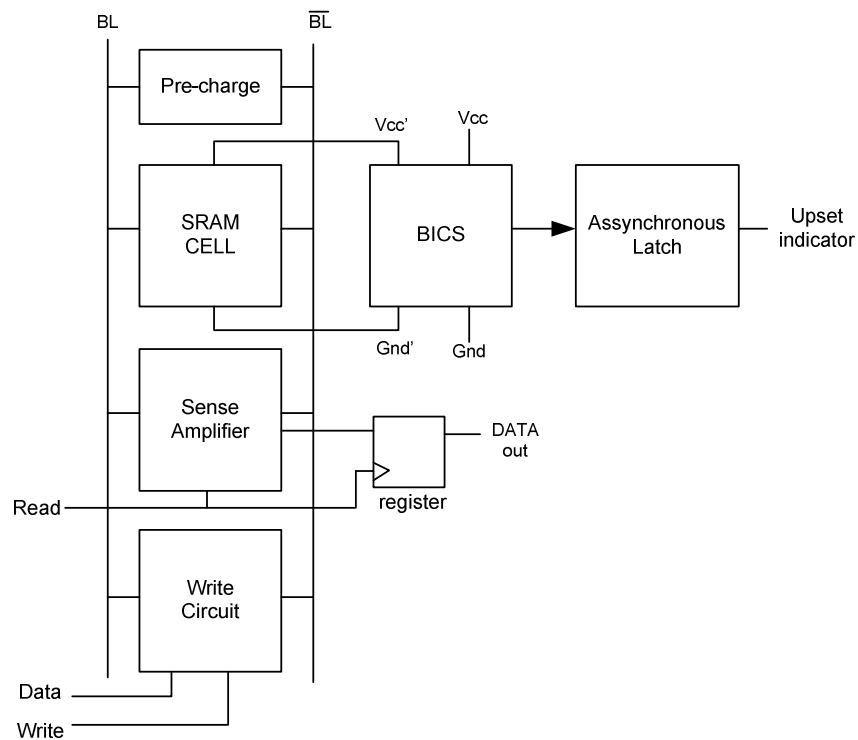 BL
BL
Pre-charge
Vcc'
Vcc
SRAM
CELL
BICS
Assynchronous
Latch
Upset
indicator
Gnd'
Gnd
Sense
Amplifier
DATA
out
register
Read
Write
Circuit
Data
Write